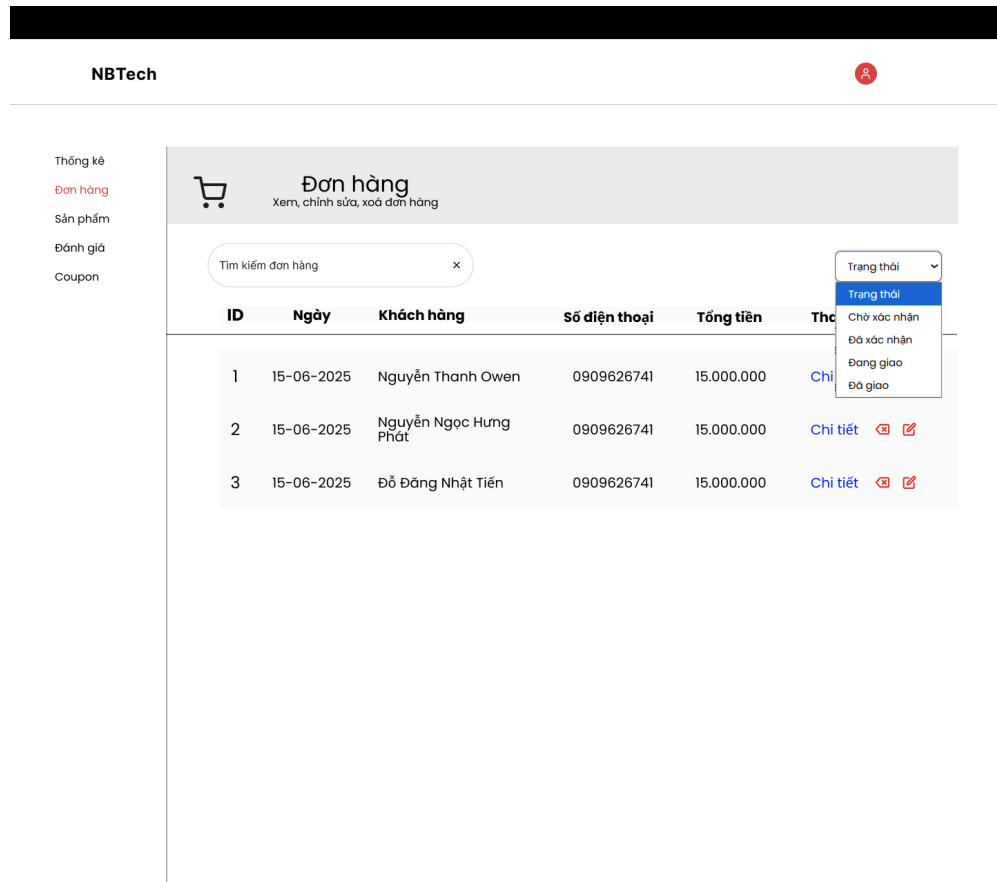 NBTech
Thống kê
Đơn hàng
Sản phẩm
Đánh giá
Coupon
Đơn hàng
Xem, chỉnh sửa, xoá đơn hàng
Tìm kiếm đơn hàng ×
Trạng thái
Trạng thái
Chờ xác nhận
Đã xác nhận
Đang giao
Đã giao
ID Ngày Khách hàng Số điện thoại Tổng tiền
1 15-06-2025 Nguyễn Thanh Owen 0909626741 15.000.000 Chi
2 15-06-2025 Nguyễn Ngọc Hưng Phát 0909626741 15.000.000 Chi tiết
3 15-06-2025 Đỗ Đăng Nhật Tiến 0909626741 15.000.000 Chi tiết